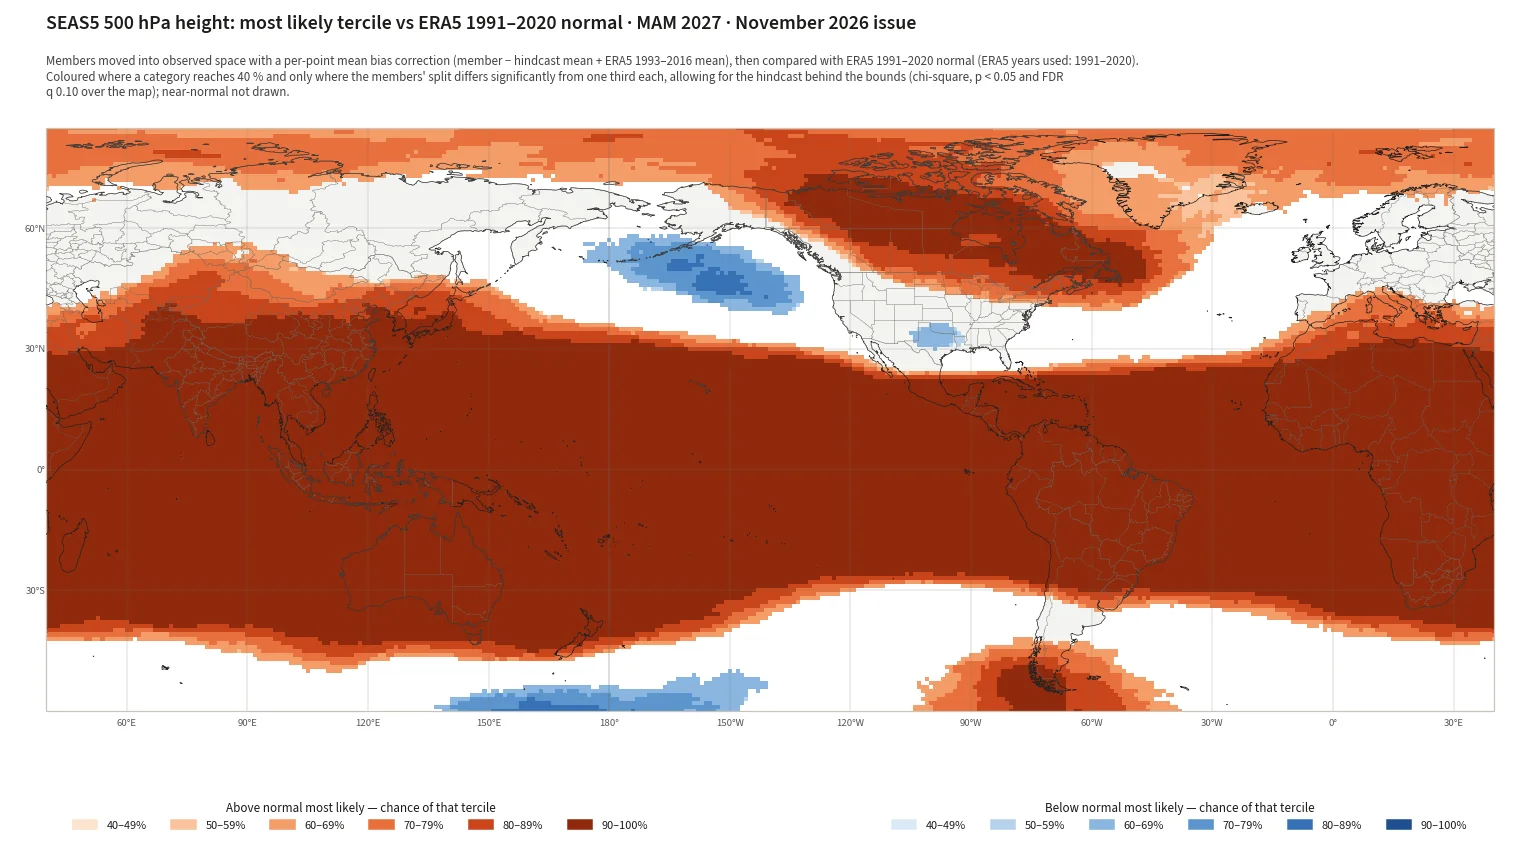 SEAS5 500 hPa height: most likely tercile vs ERA5 1991–2020 normal · MAM 2027 · November 2026 issue
Members moved into observed space with a per-point mean bias correction (member − hindcast mean + ERA5 1993–2016 mean), then compared with ERA5 1991–2020 normal (ERA5 years used: 1991–2020).
Coloured where a category reaches 40 % and only where the members' split differs significantly from one third each, allowing for the hindcast behind the bounds (chi-square, p < 0.05 and FDR
q 0.10 over the map); near-normal not drawn.
60°N
30°N
0°
30°S
60°E 90°E 120°E 150°E 180° 150°W 120°W 90°W 60°W 30°W 0° 30°E
Above normal most likely — chance of that tercile
40–49% 50–59% 60–69% 70–79% 80–89% 90–100%
Below normal most likely — chance of that tercile
40–49% 50–59% 60–69% 70–79% 80–89% 90–100%